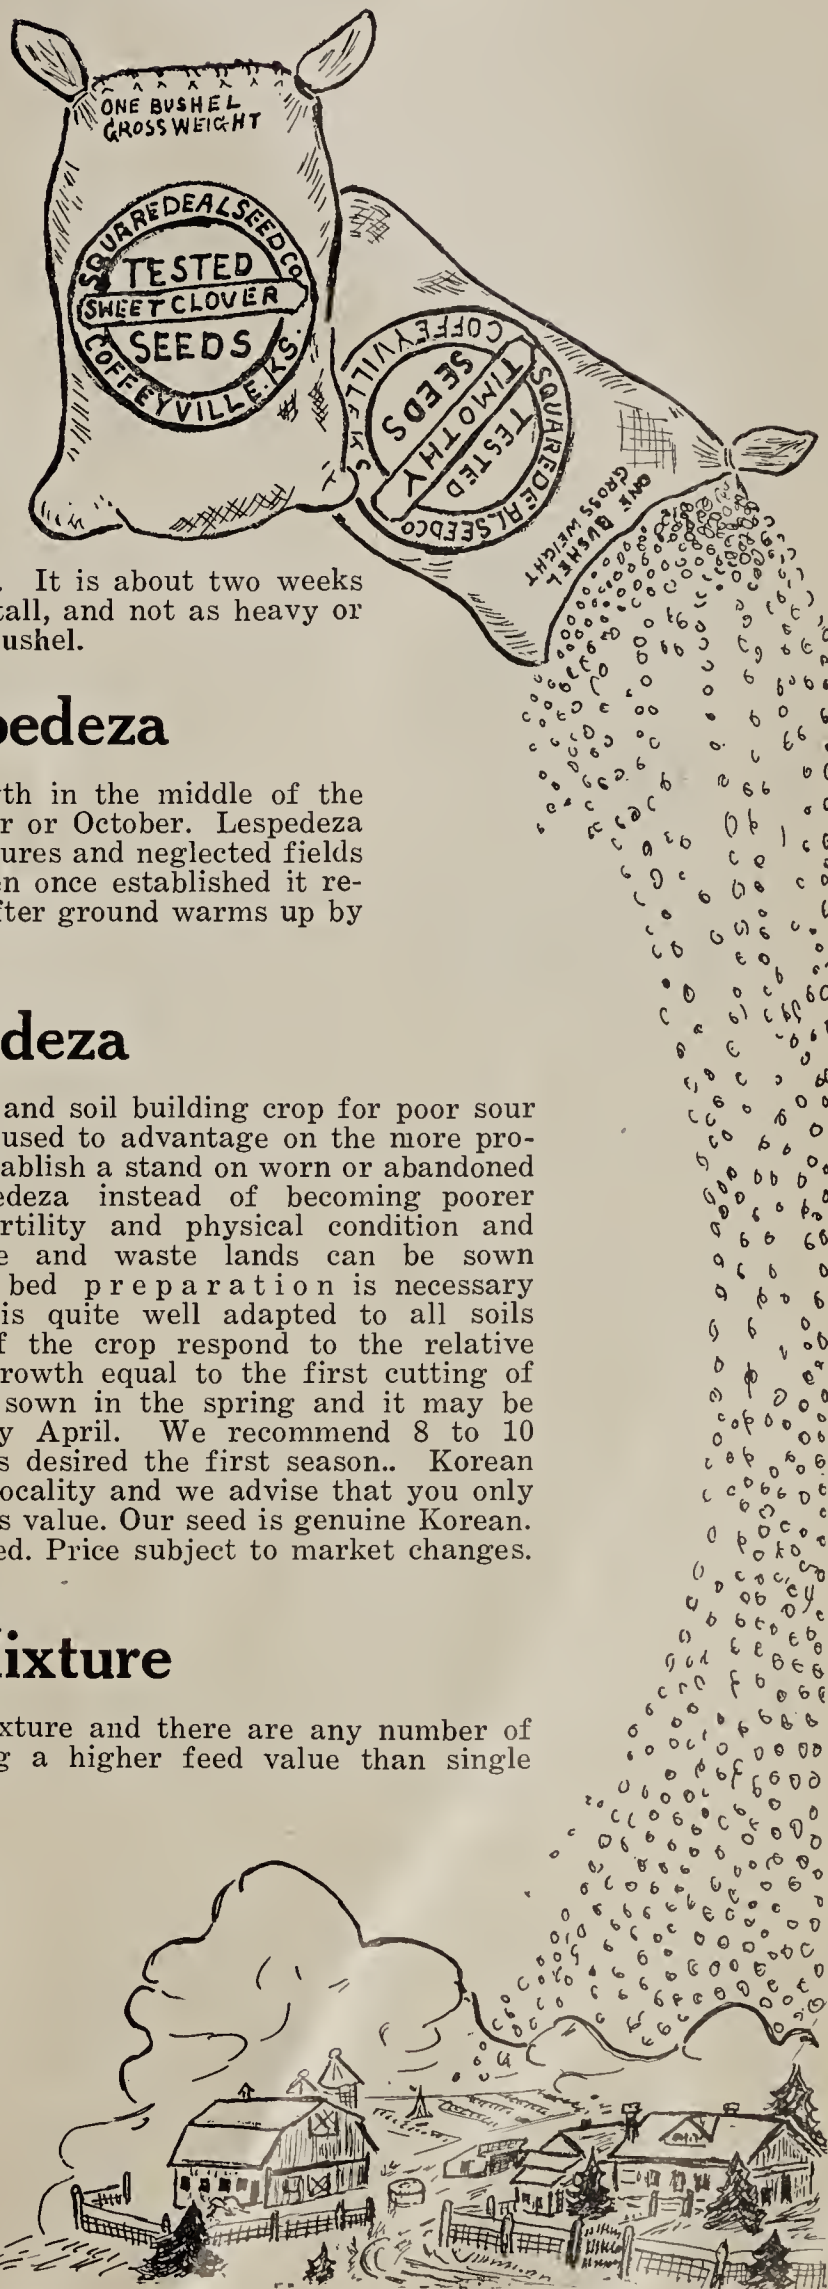 ONE BUSHEL
GROSS WEIGHT
SQUARREDEALSEEDCO
TESTED
SWEET CLOVER
SEEDS
COFFEYVILLE. KS.
SQUAREDEALSEEDCO
TESTED
TIMOTHY
SEEDS
COFFEYVILLE KS
ONE BUSHEL
GROSS WEIGHT
. It is about two weeks
tall, and not as heavy or
ushel.
pedeza
th in the middle of the
r or October. Lespedeza
ures and neglected fields
en once established it re-
fter ground warms up by
deza
and soil building crop for poor sour
used to advantage on the more pro-
ablish a stand on worn or abandoned
edeza instead of becoming poorer
rtility and physical condition and
e and waste lands can be sown
bed preparation is necessary
is quite well adapted to all soils
f the crop respond to the relative
rowth equal to the first cutting of
sown in the spring and it may be
y April. We recommend 8 to 10
s desired the first season.. Korean
ocality and we advise that you only
s value. Our seed is genuine Korean.
ed. Price subject to market changes.
ixture
xture and there are any number of
g a higher feed value than single